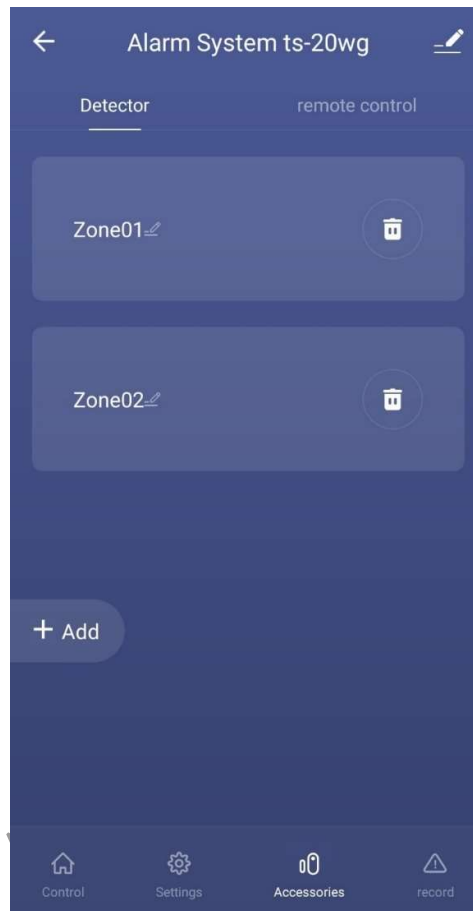 Alarm System ts-20wg
Detector remote control
Zone01
Zone02
+ Add
Control Settings Accessories record